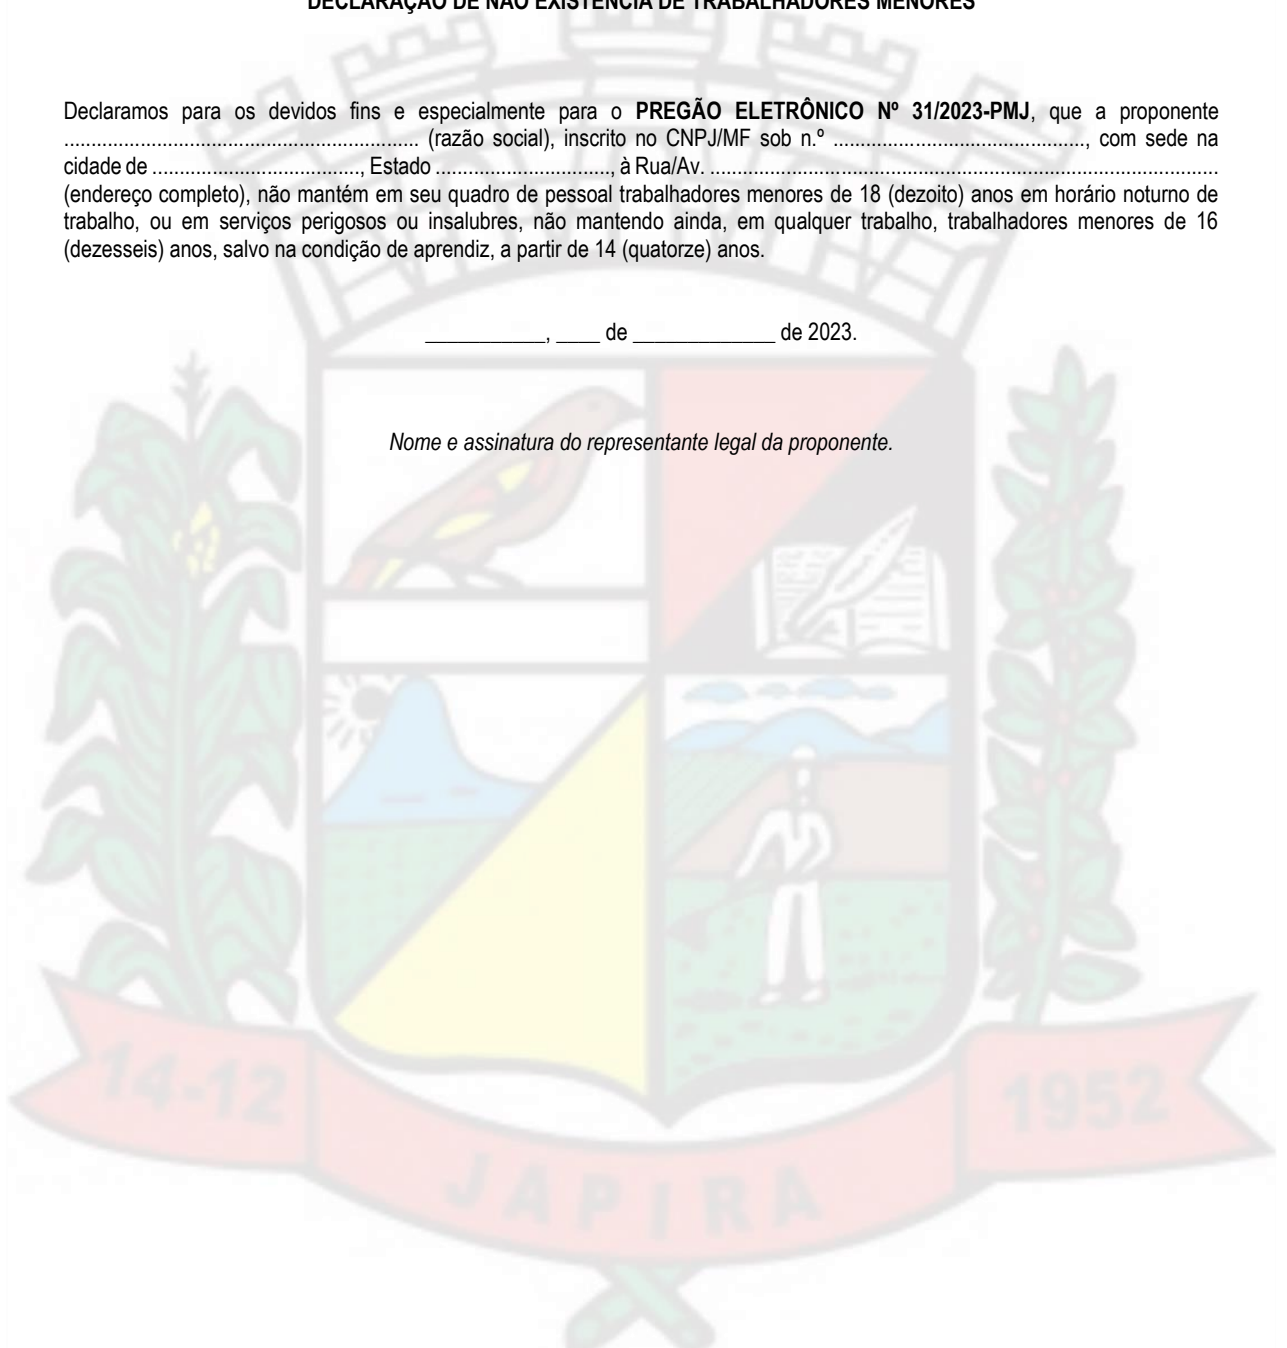 DECLARAÇÃO DE NÃO EXISTÊNCIA DE TRABALHADORES MENORES
Declaramos para os devidos fins e especialmente para o PREGÃO ELETRÔNICO Nº 31/2023-PMJ, que a proponente
................................................................. (razão social), inscrito no CNPJ/MF sob n.º .............................................., com sede na
cidade de ......................................, Estado ................................, à Rua/Av. .............................................................................................
(endereço completo), não mantém em seu quadro de pessoal trabalhadores menores de 18 (dezoito) anos em horário noturno de
trabalho, ou em serviços perigosos ou insalubres, não mantendo ainda, em qualquer trabalho, trabalhadores menores de 16
(dezesseis) anos, salvo na condição de aprendiz, a partir de 14 (quatorze) anos.
___________, ____ de _____________ de 2023.
Nome e assinatura do representante legal da proponente.
14-12
1952
JAPIRA